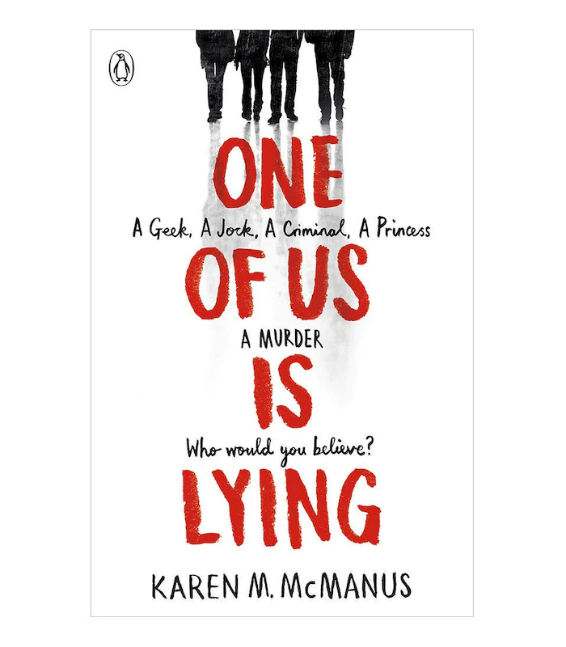 ONE
A Geek, A Jock, A Criminal, A Princess
OF US
A MURDER
IS
Who would you believe?
LYING
KAREN M. McMANUS